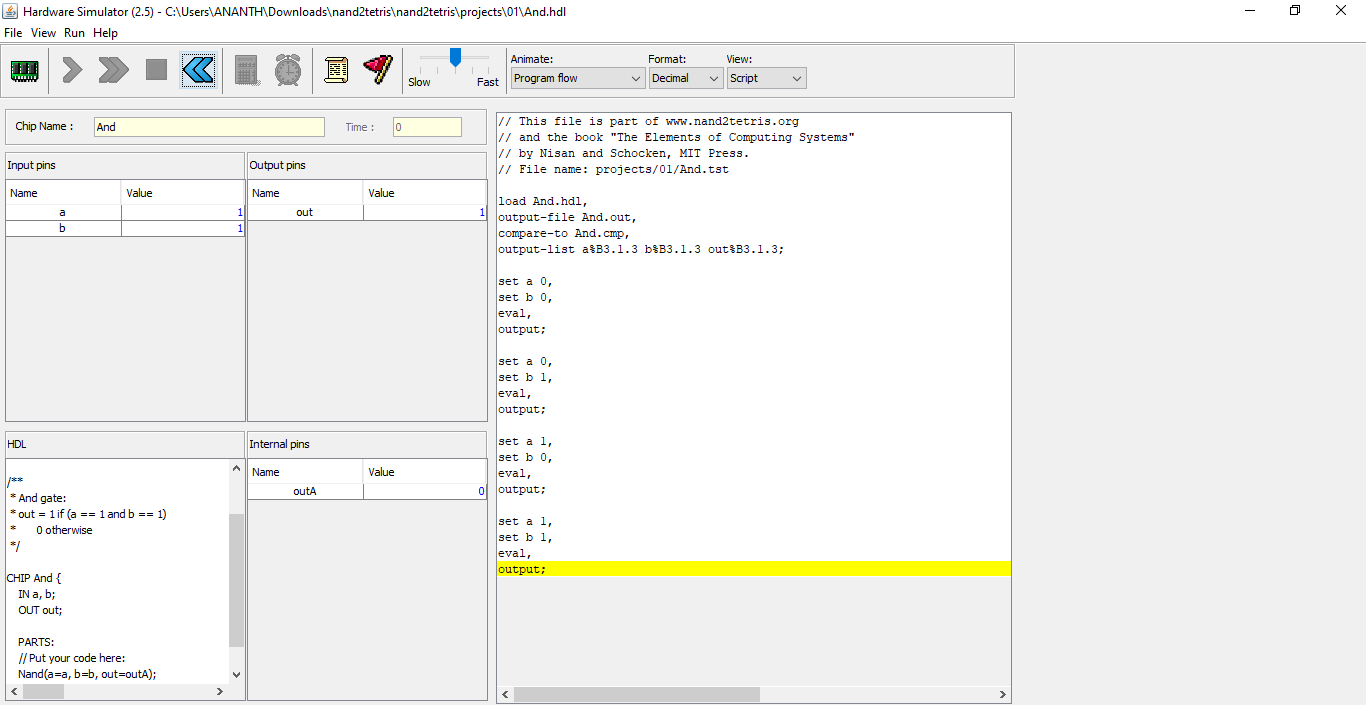 Hardware Simulator (2.5) - C:\Users\ANANTH\Downloads\nand2tetris\nand2tetris\projects\01\And.hdl
File View Run Help
Slow Fast
Animate: Format: View:
Program flow Decimal Script
Chip Name : And Time : 0
Input pins
Name Value
a 1
b 1
Output pins
Name Value
out 1
HDL
/**
* And gate:
* out = 1 if (a == 1 and b == 1)
* 0 otherwise
*/
CHIP And {
IN a, b;
OUT out;
PARTS:
// Put your code here:
Nand(a=a, b=b, out=outA);
Internal pins
Name Value
outA 0
// This file is part of www.nand2tetris.org
// and the book "The Elements of Computing Systems"
// by Nisan and Schocken, MIT Press.
// File name: projects/01/And.tst
load And.hdl,
output-file And.out,
compare-to And.cmp,
output-list a%B3.1.3 b%B3.1.3 out%B3.1.3;
set a 0,
set b 0,
eval,
output;
set a 0,
set b 1,
eval,
output;
set a 1,
set b 0,
eval,
output;
set a 1,
set b 1,
eval,
output;